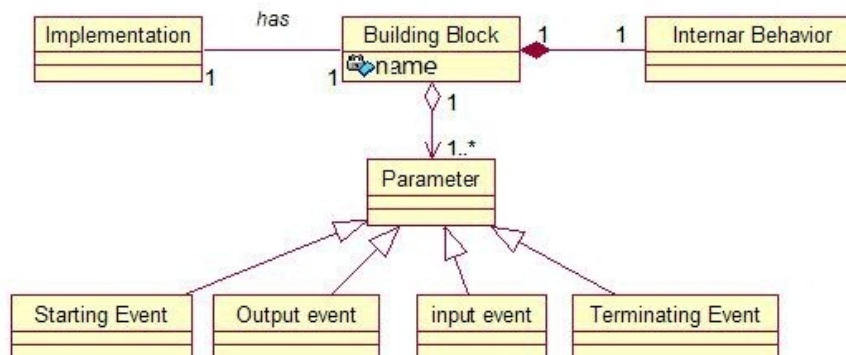 has
Implementation
Building Block
Internar Behavior
1
1
1
1
name
1
1..*
Parameter
Starting Event
Output event
input event
Terminating Event